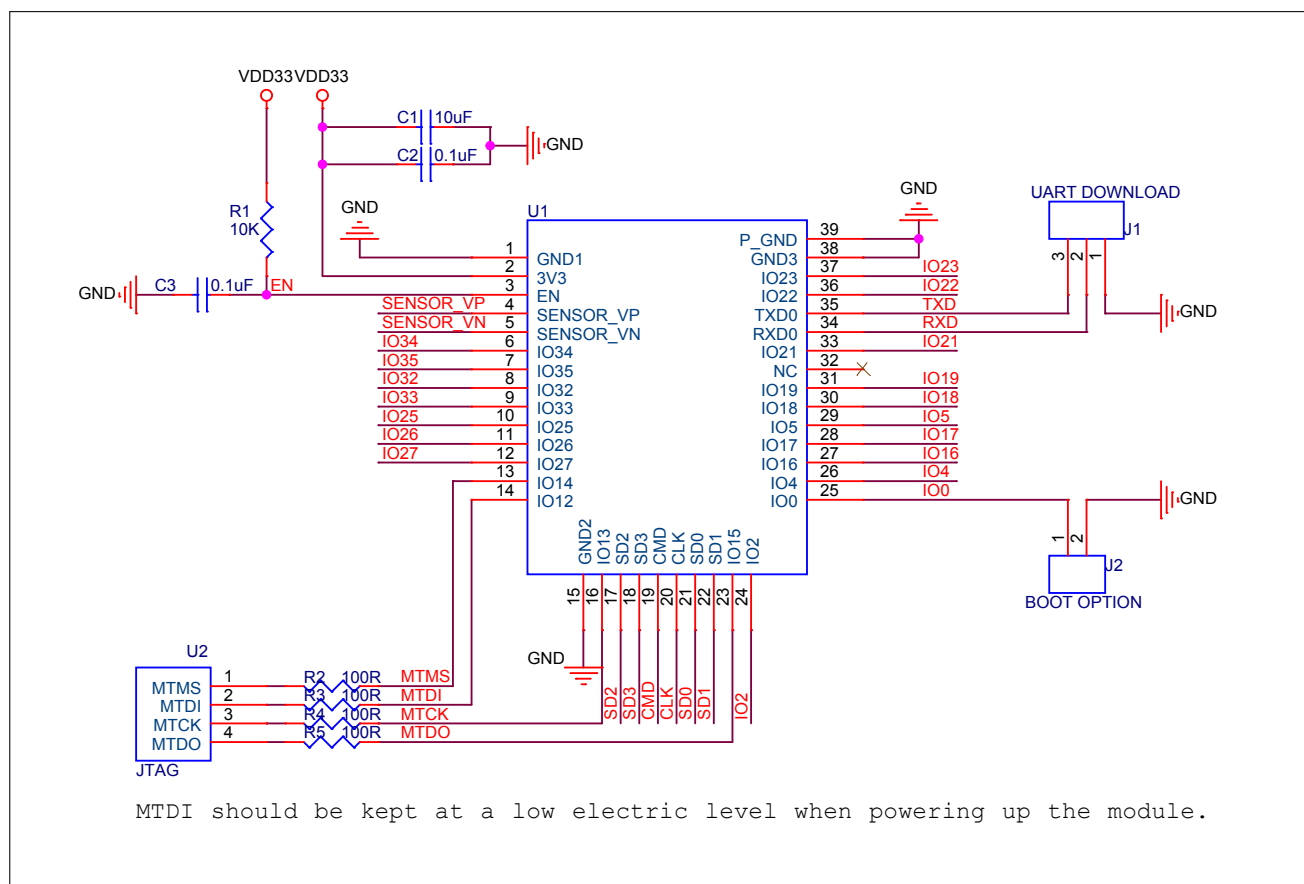 VDD33 VDD33
C1 10uF
C2 0.1uF
GND
R1
10K
GND
C3 0.1uF EN
GND
U1
1 GND1
2 3V3
3 EN
SENSOR_VP 4 SENSOR_VP
SENSOR_VN 5 SENSOR_VN
IO34 6 IO34
IO35 7 IO35
IO32 8 IO32
IO33 9 IO33
IO25 10 IO25
IO26 11 IO26
IO27 12 IO27
13 IO14
14 IO12
GND
P_GND 39
GND3 38
IO23 37 IO23
IO22 36 IO22
TXD0 35 TXD
RXD0 34 RXD
IO21 33 IO21
NC 32
IO19 31 IO19
IO18 30 IO18
IO5 29 IO5
IO17 28 IO17
IO16 27 IO16
IO4 26 IO4
IO0 25 IO0
UART DOWNLOAD
J1
3 2 1
GND
GND
1 2
J2
BOOT OPTION
GND2 IO13 SD2 SD3 CMD CLK SD0 SD1 IO15 IO2
15 16 17 18 19 20 21 22 23 24
GND
SD2 SD3 CMD CLK SD0 SD1 IO2
U2
MTMS 1 R2 100R MTMS
MTDI 2 R3 100R MTDI
MTCK 3 R4 100R MTCK
MTDO 4 R5 100R MTDO
JTAG
MTDI should be kept at a low electric level when powering up the module.